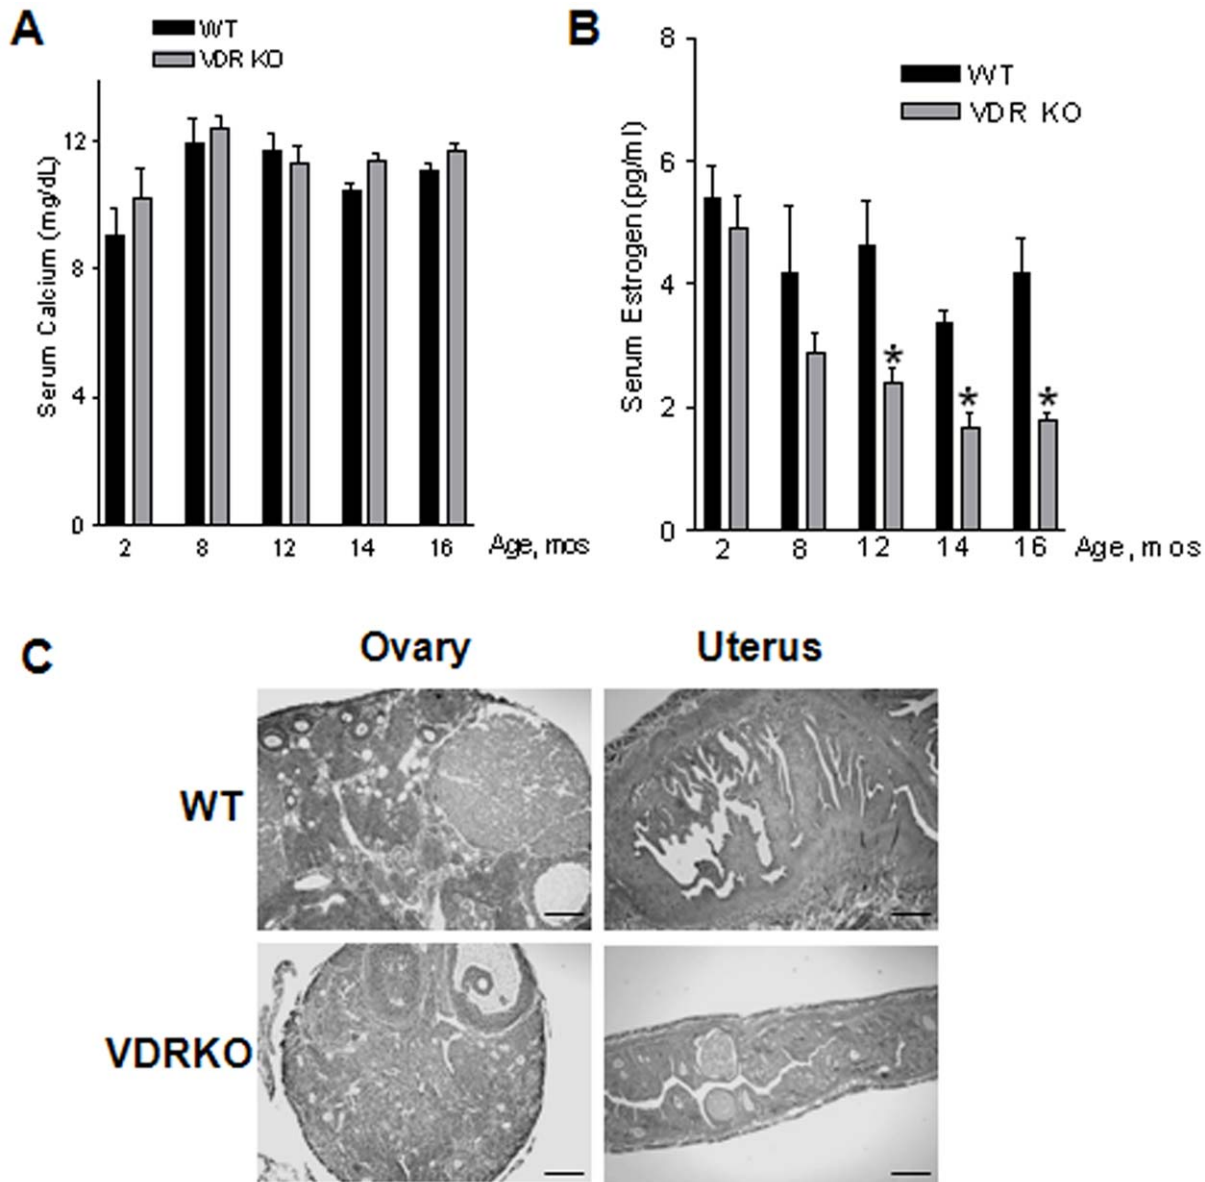 A
WT
VDR KO
Serum Calcium (mg/dL)
12
8
4
0
2 8 12 14 16 Age, mos
B
WT
VDR KO
Serum Estrogen (pg/ml)
8
6
4
2
0
* * *
2 8 12 14 16 Age, mos
C
Ovary Uterus
WT
VDRKO